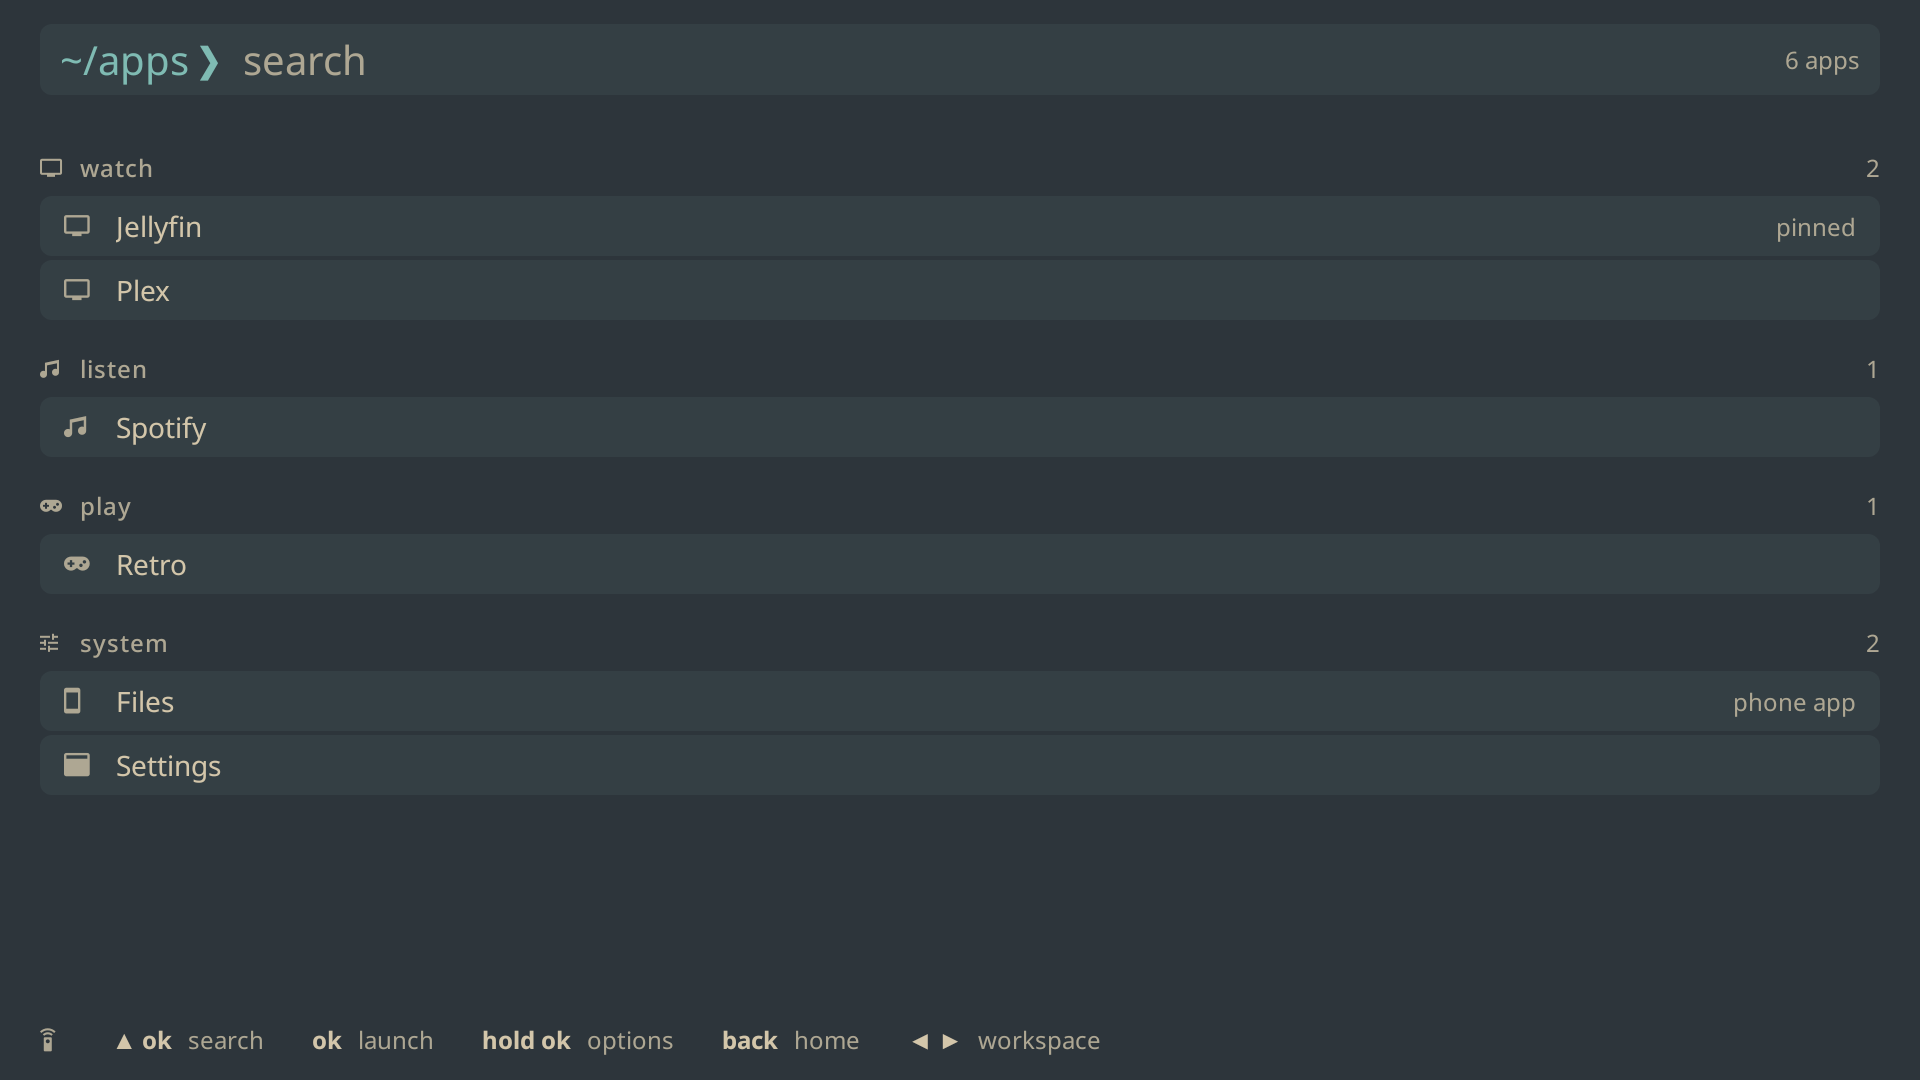 ~/apps❯ search 6 apps
watch 2
Jellyfin pinned
Plex
listen 1
Spotify
play 1
Retro
system 2
Files phone app
Settings
▲ ok search ok launch hold ok options back home ◀ ▶ workspace